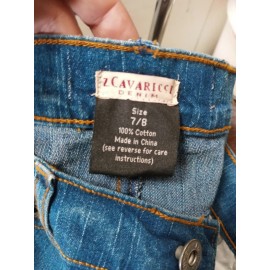 Z.CAVARICCI
DENIM
Size
7/8
100% Cotton
Made in China
(see reverse for care
instructions)